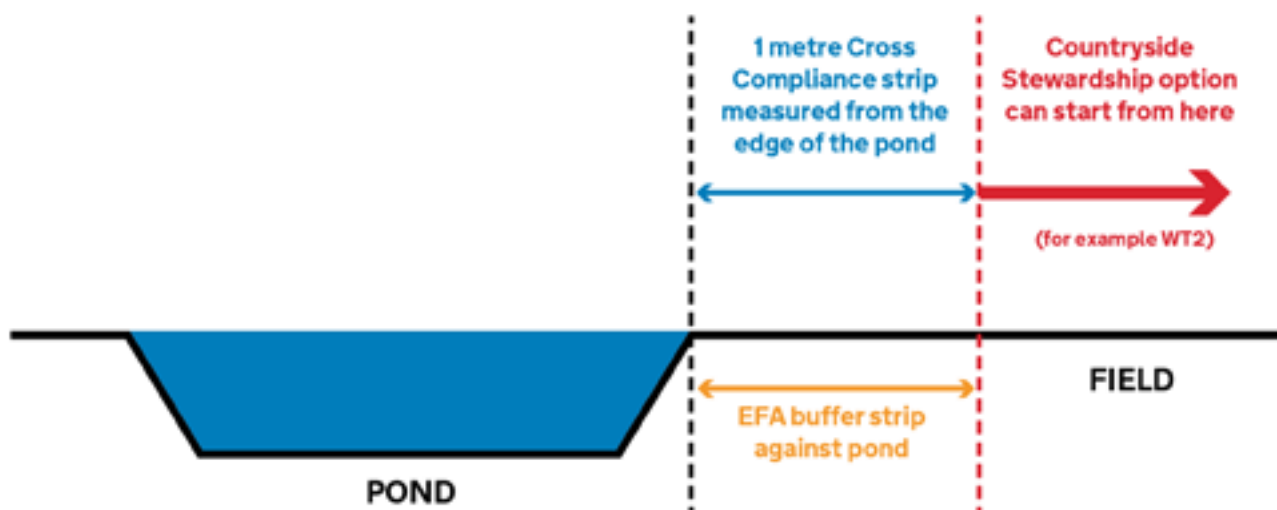 1 metre Cross
Compliance strip
measured from the
edge of the pond
Countryside
Stewardship option
can start from here
(for example WT2)
EFA buffer strip
against pond
FIELD
POND